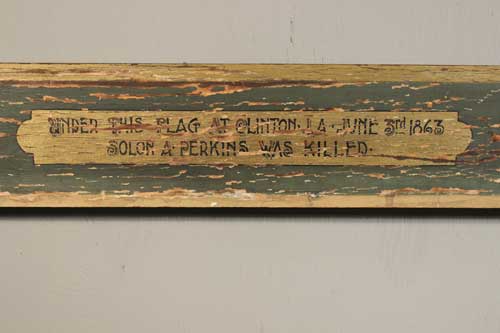 UNDER THIS FLAG AT CLINTON · LA · JUNE 3rd 1863
SOLON A · PERKINS WAS KILLED ·